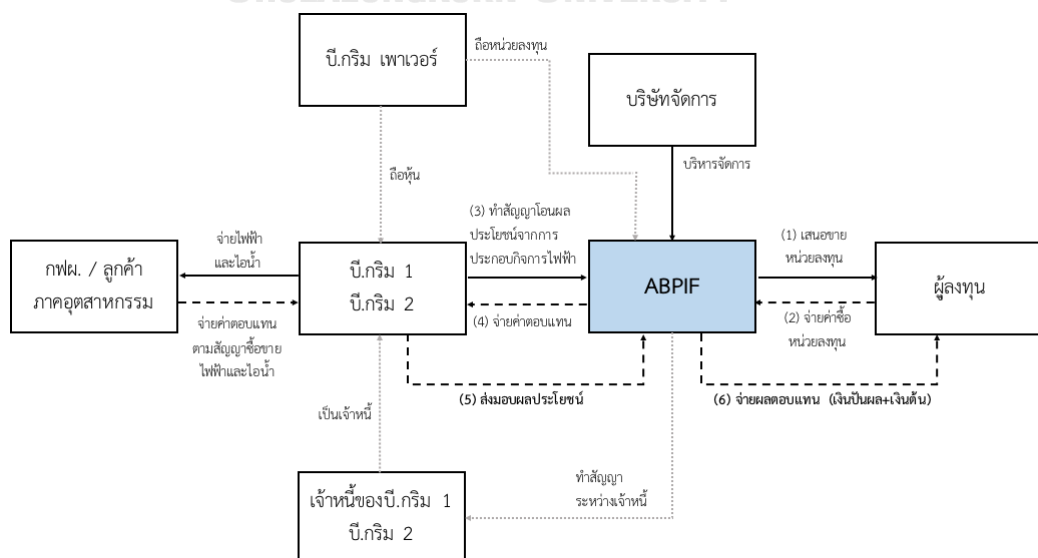 บี.กริม เพาเวอร์
ถือหน่วยลงทุน
บริษัทจัดการ
บริหารจัดการ
ถือหุ้น
(3) ทำสัญญาโอนผล
ประโยชน์จากการ
ประกอบกิจการไฟฟ้า
จ่ายไฟฟ้า
และไอน้ำ
(1) เสนอขาย
หน่วยลงทุน
กฟผ. / ลูกค้า
ภาคอุตสาหกรรม
บี.กริม 1
บี.กริม 2
ABPIF
ผู้ลงทุน
จ่ายค่าตอบแทน
ตามสัญญาซื้อขาย
ไฟฟ้าและไอน้ำ
(4) จ่ายค่าตอบแทน
(2) จ่ายค่าซื้อ
หน่วยลงทุน
(5) ส่งมอบผลประโยชน์
(6) จ่ายผลตอบแทน (เงินปันผล+เงินต้น)
เป็นเจ้าหนี้
ทำสัญญา
ระหว่างเจ้าหนี้
เจ้าหนี้ของบี.กริม 1
บี.กริม 2